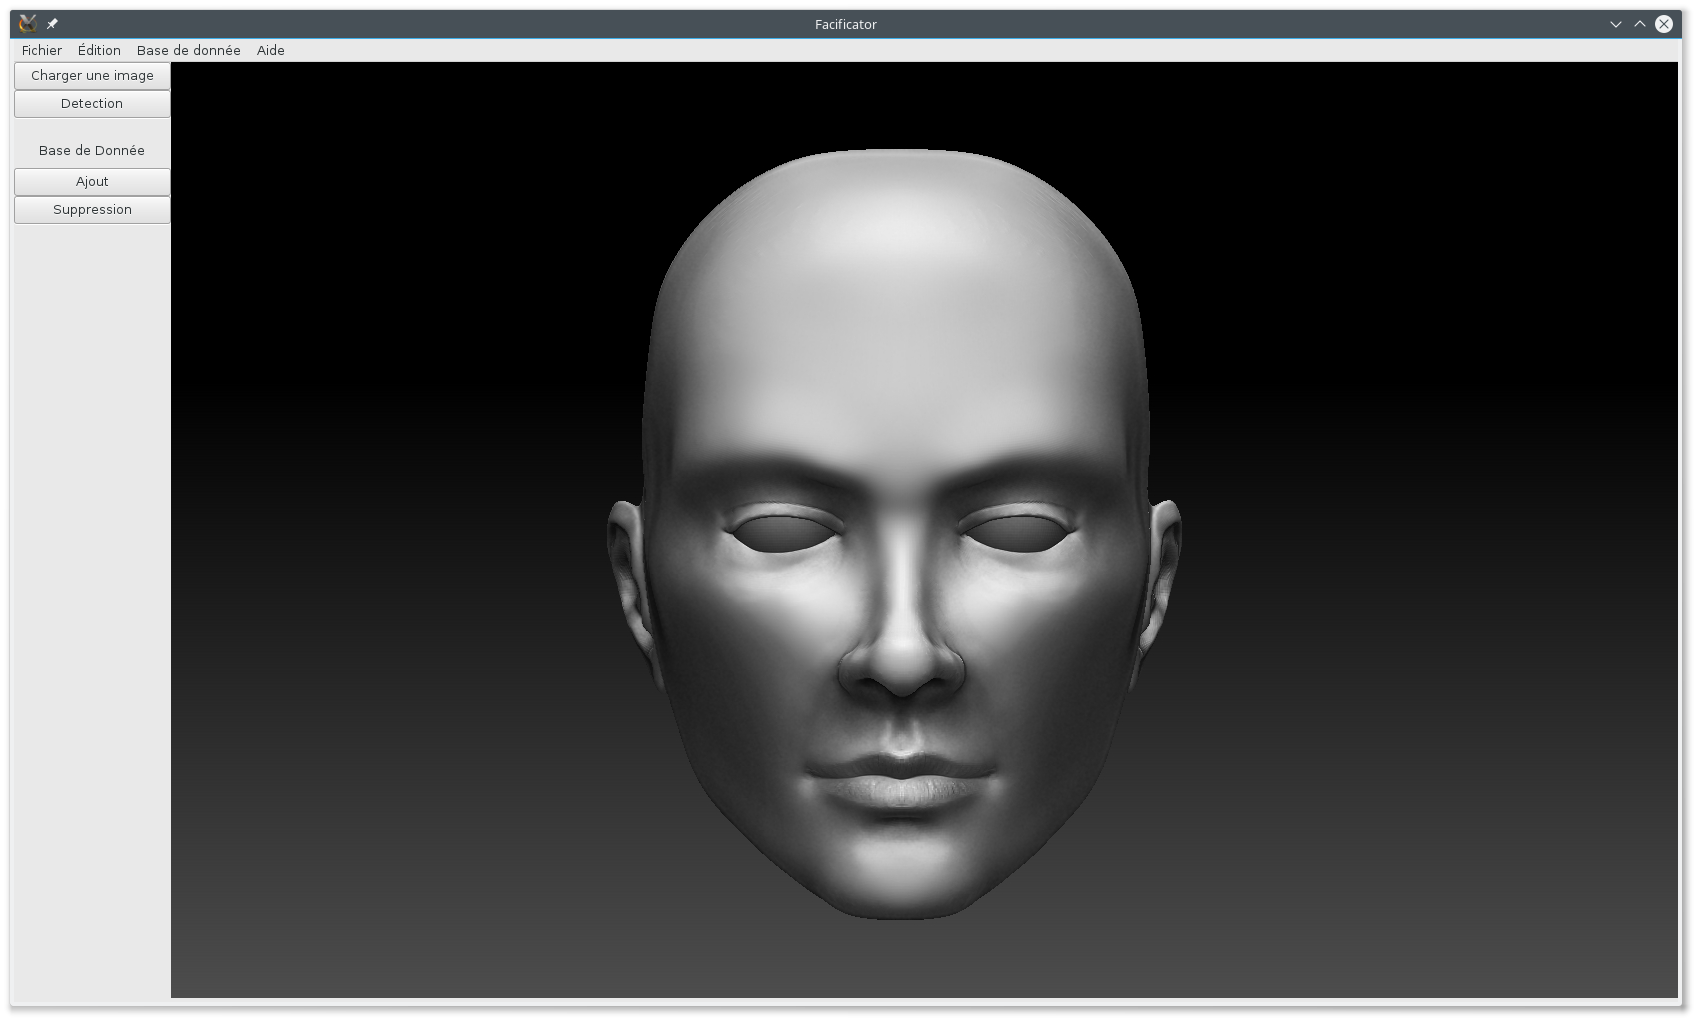 Facificator
Fichier Édition Base de donnée Aide
Charger une image
Detection
Base de Donnée
Ajout
Suppression